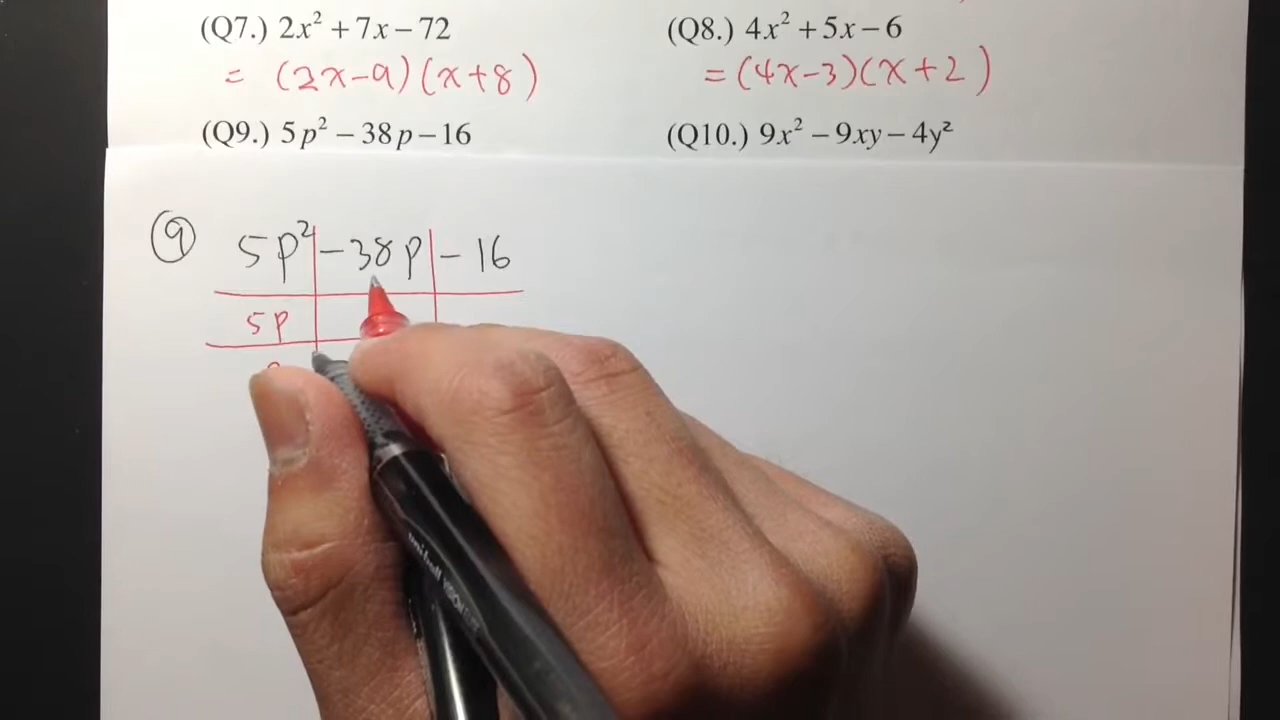 (Q7.) 2x² + 7x − 72 (Q8.) 4x² + 5x − 6
= (2x−9)(x+8) = (4x−3)(x+2)
(Q9.) 5p² − 38p − 16 (Q10.) 9x² − 9xy − 4y²
⑨ 5p² − 38p − 16
5p
uni-ball VISION